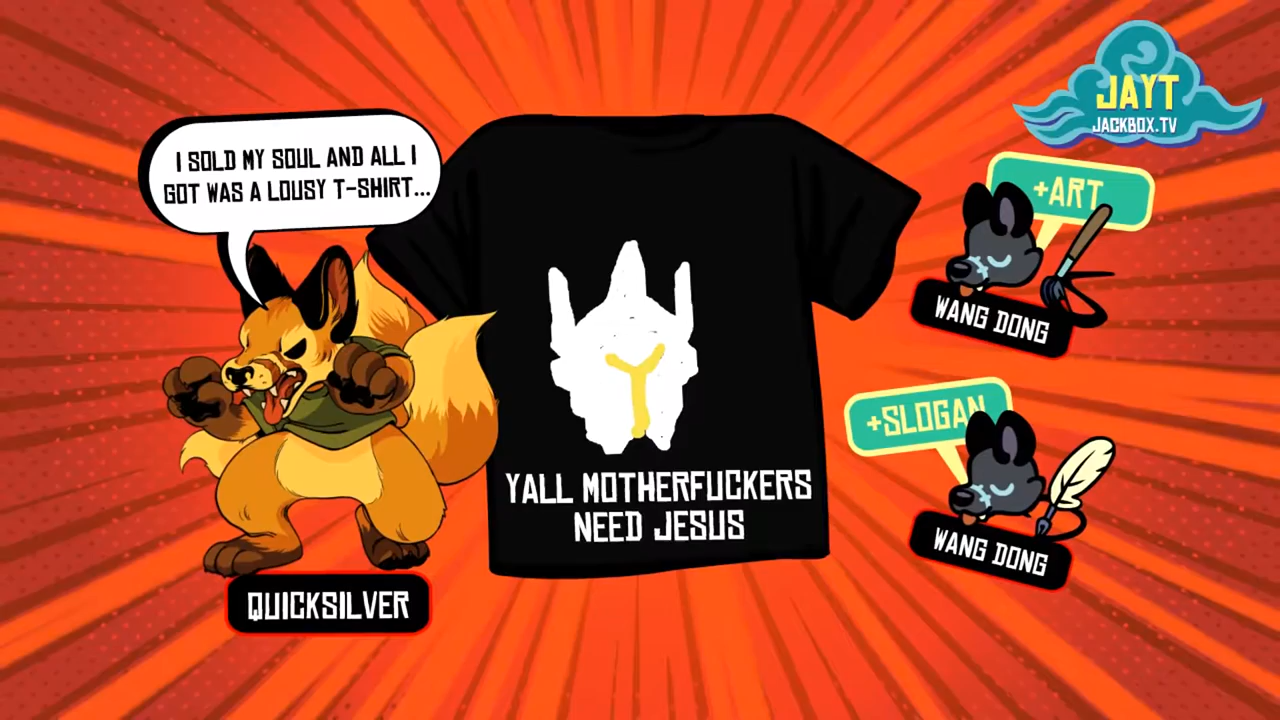 I SOLD MY SOUL AND ALL I
GOT WAS A LOUSY T-SHIRT...
JAYT
JACKBOX.TV
+ART
WANG DONG
YALL MOTHERFUCKERS
NEED JESUS
+SLOGAN
WANG DONG
QUICKSILVER